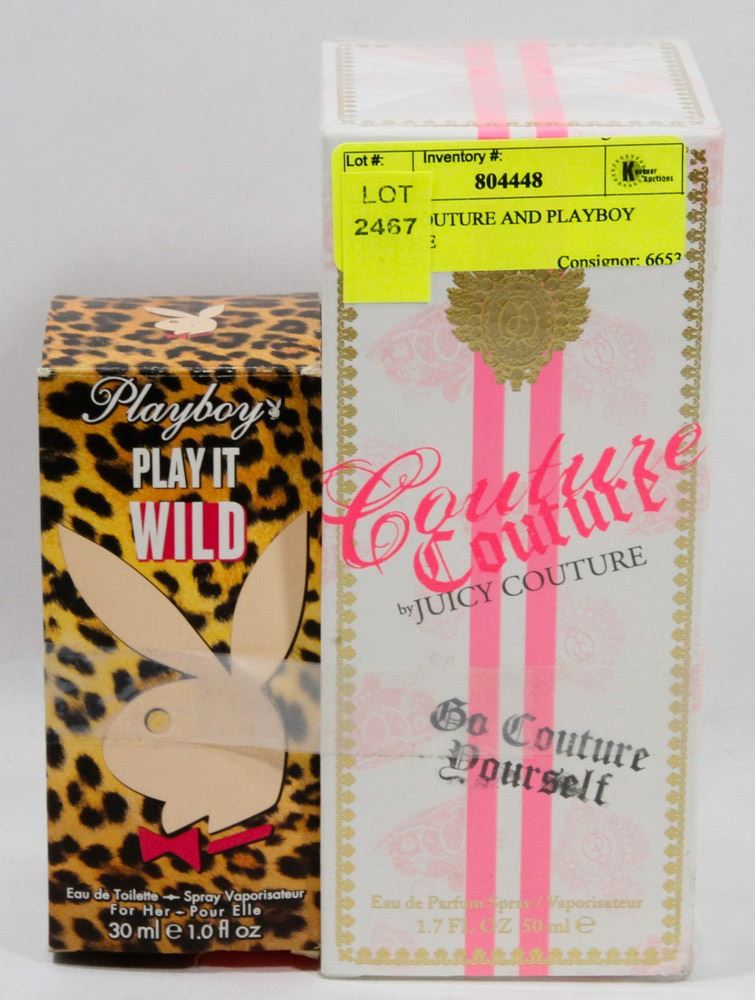 Playboy
PLAY IT
WILD
Eau de Toilette Spray Vaporisateur
For Her - Pour Elle
30 ml e 1.0 fl oz
Lot #:
Inventory #:
804448
Auctions
LOT
2467
OUTURE AND PLAYBOY
E
Consignor: 6653
Couture
Couture
by JUICY COUTURE
Go Couture
Yourself
Eau de Parfum Spray / Vaporisateur
1.7 FL OZ 50 ml e